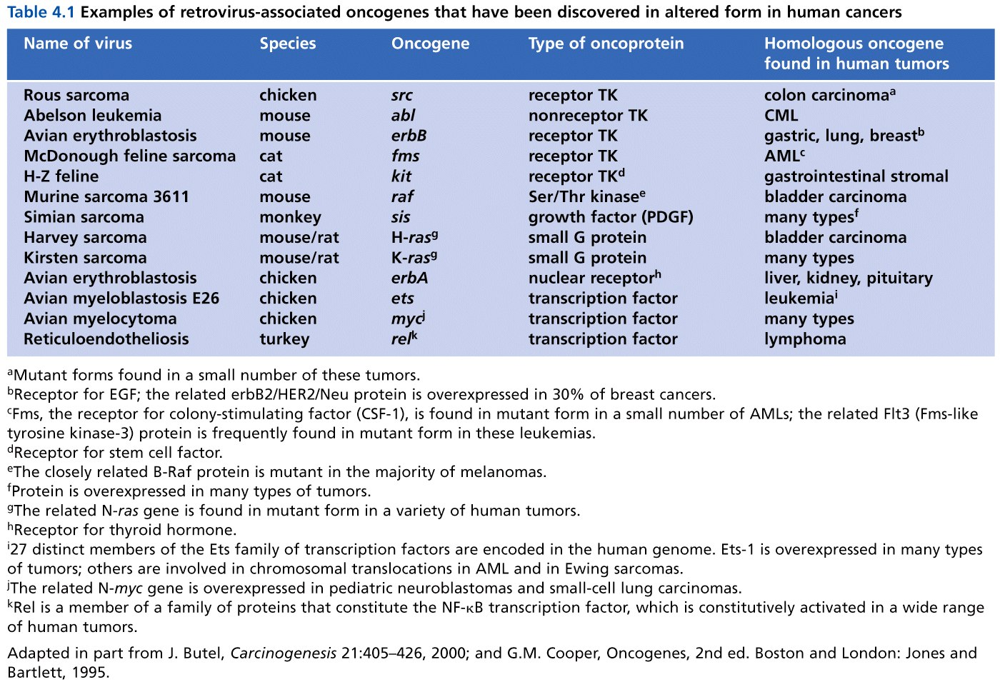 Table 4.1 Examples of retrovirus-associated oncogenes that have been discovered in altered form in human cancers
Name of virus Species Oncogene Type of oncoprotein Homologous oncogene found in human tumors
Rous sarcoma chicken src receptor TK colon carcinomaᵃ
Abelson leukemia mouse abl nonreceptor TK CML
Avian erythroblastosis mouse erbB receptor TK gastric, lung, breastᵇ
McDonough feline sarcoma cat fms receptor TK AMLᶜ
H-Z feline cat kit receptor TKᵈ gastrointestinal stromal
Murine sarcoma 3611 mouse raf Ser/Thr kinaseᵉ bladder carcinoma
Simian sarcoma monkey sis growth factor (PDGF) many typesᶠ
Harvey sarcoma mouse/rat H-rasᵍ small G protein bladder carcinoma
Kirsten sarcoma mouse/rat K-rasᵍ small G protein many types
Avian erythroblastosis chicken erbA nuclear receptorʰ liver, kidney, pituitary
Avian myeloblastosis E26 chicken ets transcription factor leukemiaⁱ
Avian myelocytoma chicken mycʲ transcription factor many types
Reticuloendotheliosis turkey relᵏ transcription factor lymphoma
ᵃMutant forms found in a small number of these tumors.
ᵇReceptor for EGF; the related erbB2/HER2/Neu protein is overexpressed in 30% of breast cancers.
ᶜFms, the receptor for colony-stimulating factor (CSF-1), is found in mutant form in a small number of AMLs; the related Flt3 (Fms-like
tyrosine kinase-3) protein is frequently found in mutant form in these leukemias.
ᵈReceptor for stem cell factor.
ᵉThe closely related B-Raf protein is mutant in the majority of melanomas.
ᶠProtein is overexpressed in many types of tumors.
ᵍThe related N-ras gene is found in mutant form in a variety of human tumors.
ʰReceptor for thyroid hormone.
ⁱ27 distinct members of the Ets family of transcription factors are encoded in the human genome. Ets-1 is overexpressed in many types
of tumors; others are involved in chromosomal translocations in AML and in Ewing sarcomas.
ʲThe related N-myc gene is overexpressed in pediatric neuroblastomas and small-cell lung carcinomas.
ᵏRel is a member of a family of proteins that constitute the NF-κB transcription factor, which is constitutively activated in a wide range
of human tumors.
Adapted in part from J. Butel, Carcinogenesis 21:405–426, 2000; and G.M. Cooper, Oncogenes, 2nd ed. Boston and London: Jones and
Bartlett, 1995.